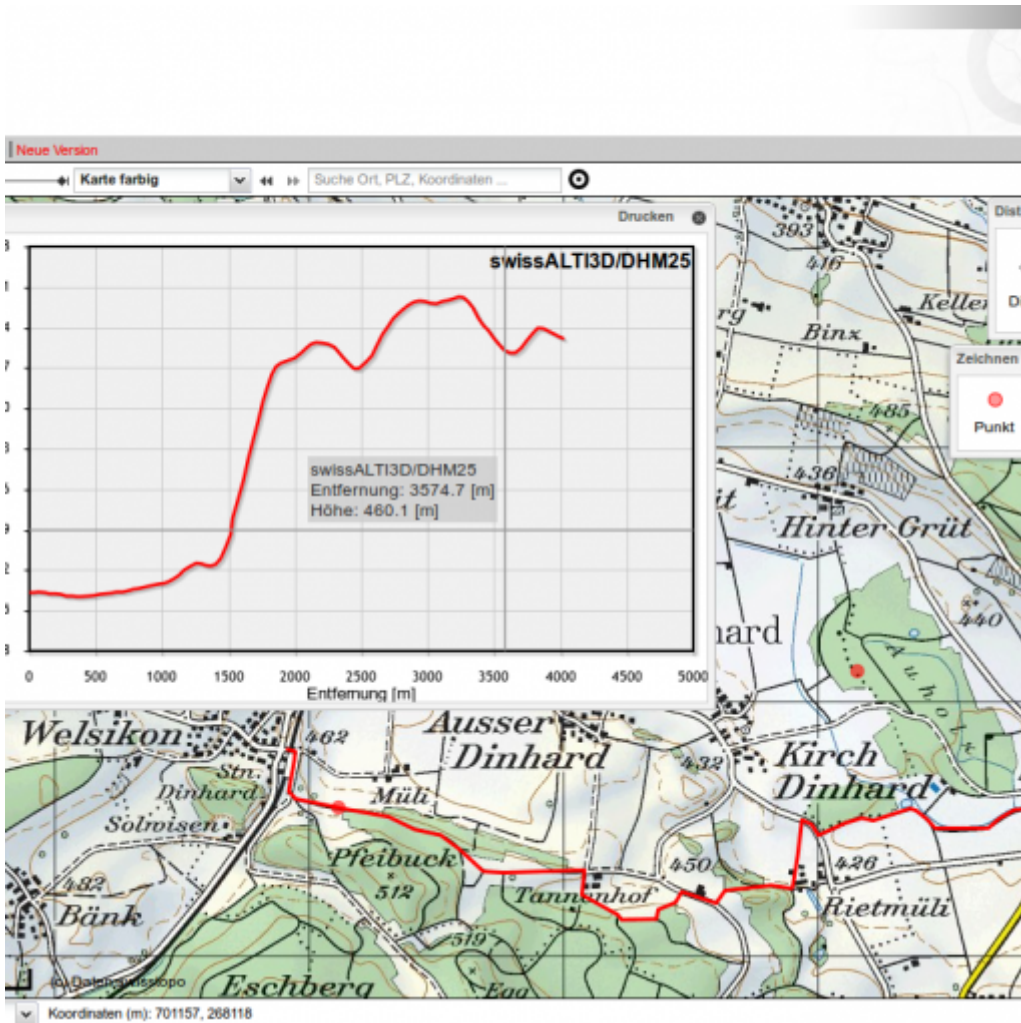 Neue Version
Karte farbig
Suche Ort, PLZ, Koordinaten ...
Drucken
swissALTI3D/DHM25
swissALTI3D/DHM25
Entfernung: 3574.7 [m]
Höhe: 460.1 [m]
0 500 1000 1500 2000 2500 3000 3500 4000 4500 5000
Entfernung [m]
Dist
Zeichnen
Punkt
393
416
Binx
485
436
Hinter Grüt
440
Auholz
Welsikon
462
Stn.
Dinhard
Solwisen
Müli
Ausser
Dinhard
432
Kirch
Dinhard
Pfeibuck
512
450
426
Tannenhof
Rietmüli
482
Bänk
519
Egg
Eschberg
Koordinaten (m): 701157, 268118